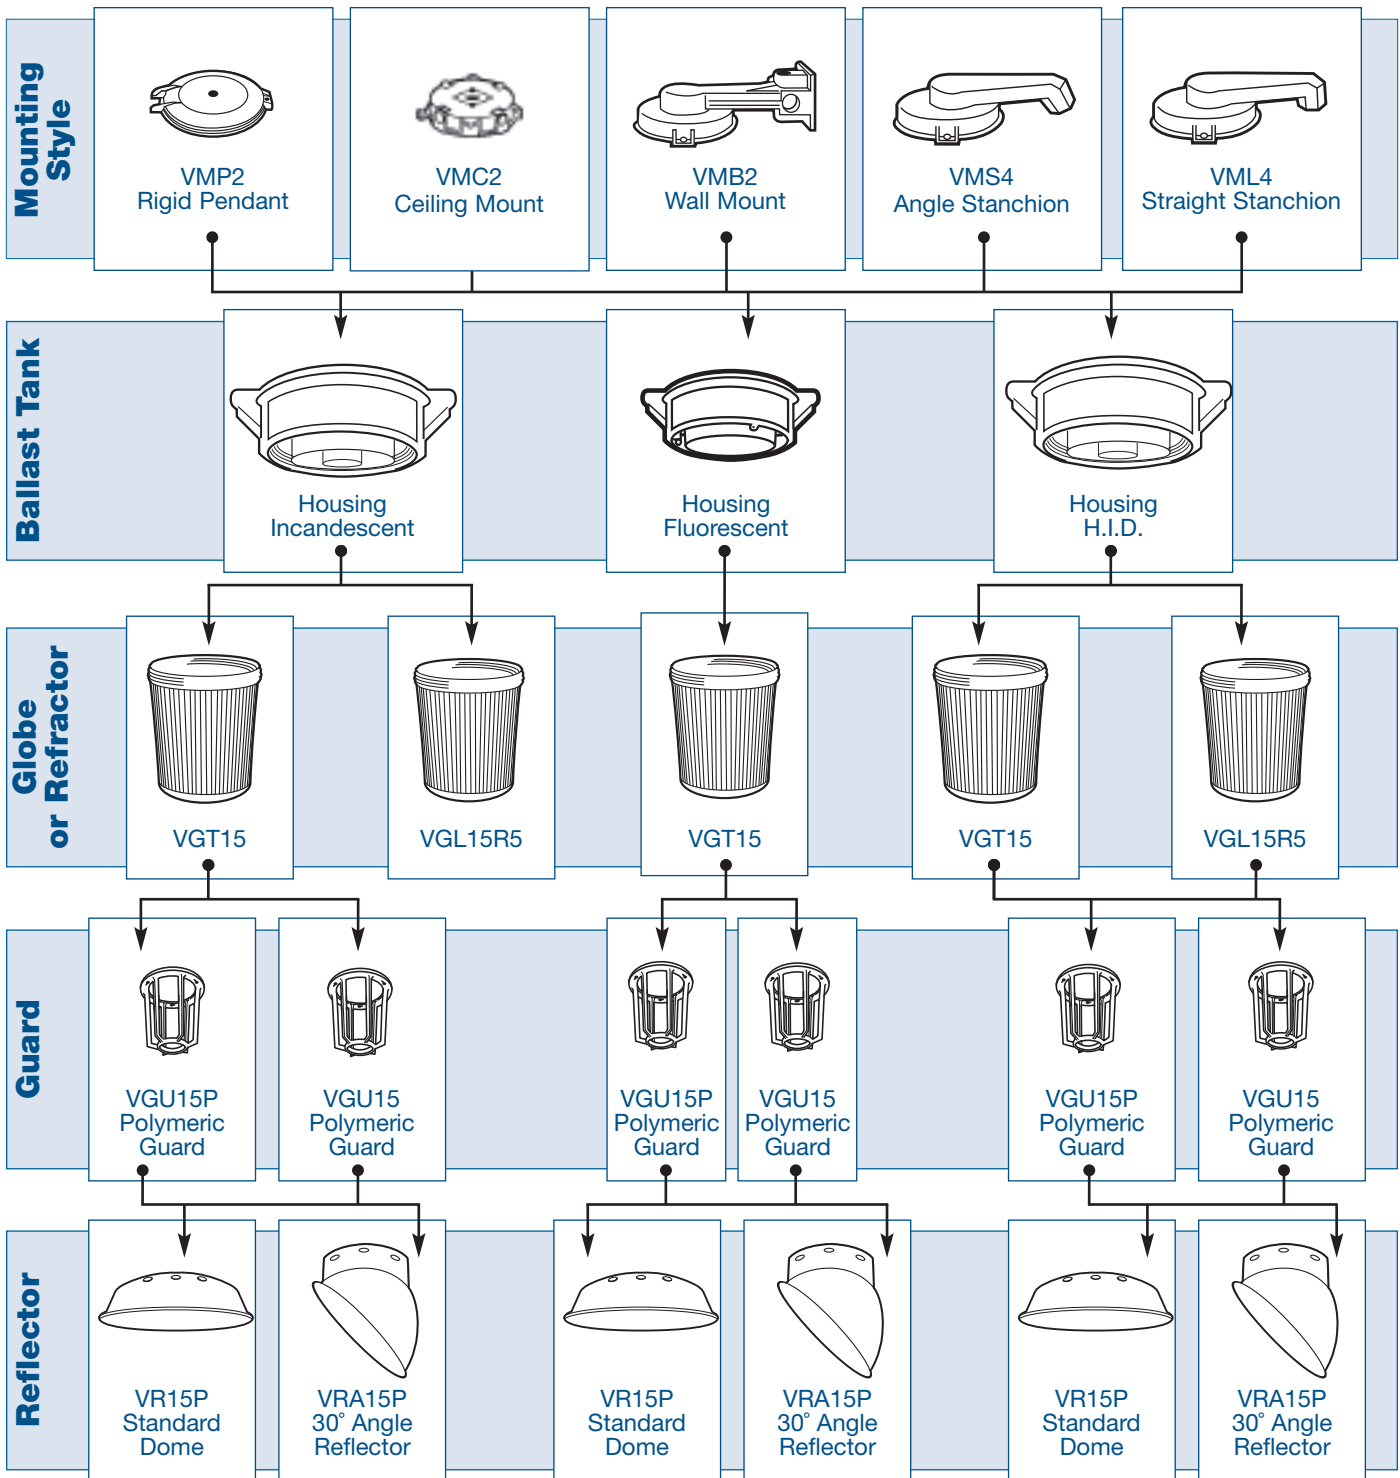 Mounting
Style
VMP2
Rigid Pendant
VMC2
Ceiling Mount
VMB2
Wall Mount
VMS4
Angle Stanchion
VML4
Straight Stanchion
Ballast Tank
Housing
Incandescent
Housing
Fluorescent
Housing
H.I.D.
Globe
or Refractor
VGT15
VGL15R5
VGT15
VGT15
VGL15R5
Guard
VGU15P
Polymeric
Guard
VGU15
Polymeric
Guard
VGU15P
Polymeric
Guard
VGU15
Polymeric
Guard
VGU15P
Polymeric
Guard
VGU15
Polymeric
Guard
Reflector
VR15P
Standard
Dome
VRA15P
30° Angle
Reflector
VR15P
Standard
Dome
VRA15P
30° Angle
Reflector
VR15P
Standard
Dome
VRA15P
30° Angle
Reflector